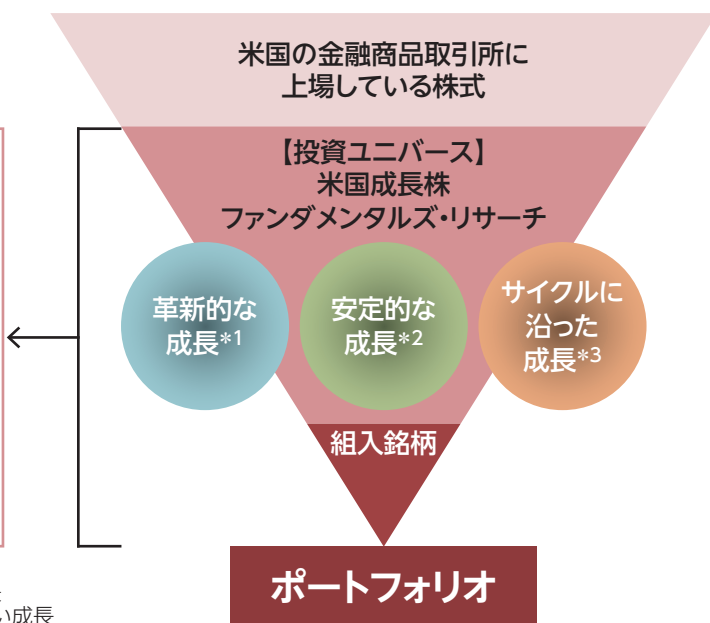 米国の金融商品取引所に
上場している株式
【投資ユニバース】
米国成長株
ファンダメンタルズ・リサーチ
革新的な
成長*1
安定的な
成長*2
サイクルに
沿った
成長*3
組入銘柄
ポートフォリオ
い成長